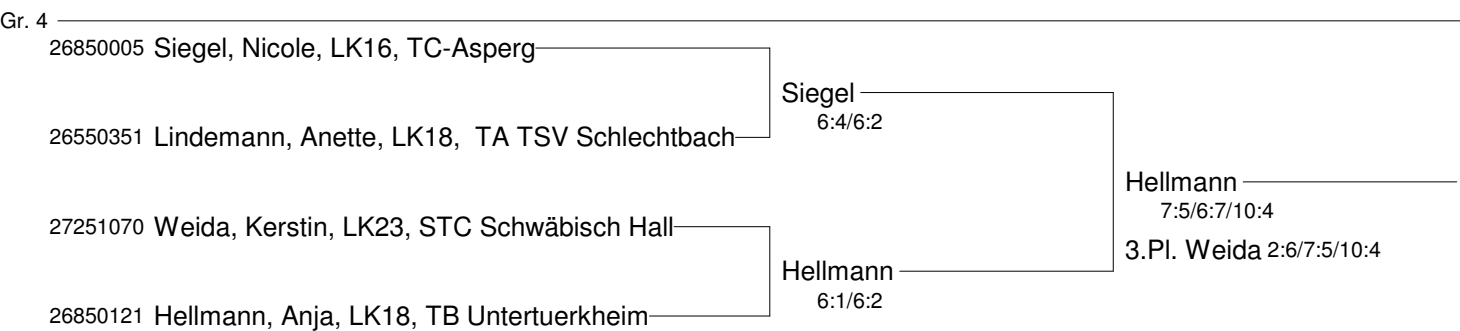 Gr. 4
26850005 Siegel, Nicole, LK16, TC-Asperg
Siegel
6:4/6:2
26550351 Lindemann, Anette, LK18, TA TSV Schlechtbach
Hellmann
7:5/6:7/10:4
27251070 Weida, Kerstin, LK23, STC Schwäbisch Hall
3.Pl. Weida 2:6/7:5/10:4
Hellmann
6:1/6:2
26850121 Hellmann, Anja, LK18, TB Untertuerkheim